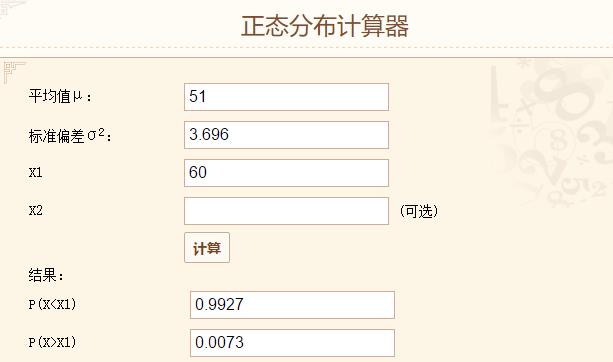 正态分布计算器
平均值μ: 51
标准偏差σ²: 3.696
X1 60
X2 (可选)
计算
结果:
P(X<X1) 0.9927
P(X>X1) 0.0073